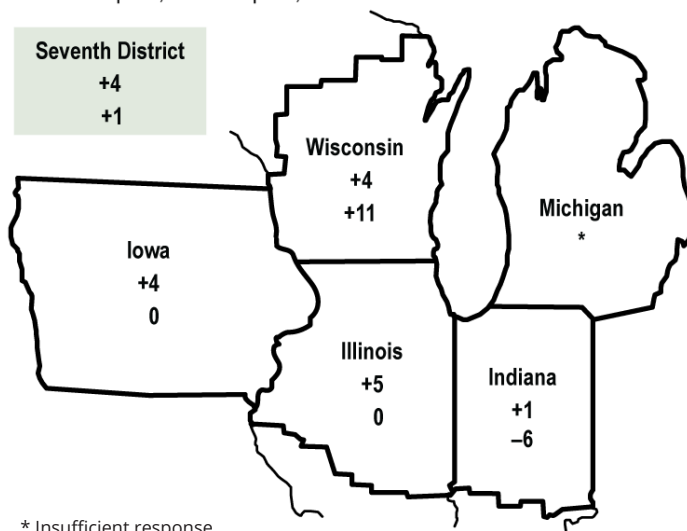 Seventh District
+4
+1
Wisconsin
+4
+11
Michigan
*
Iowa
+4
0
Illinois
+5
0
Indiana
+1
–6
* Insufficient response